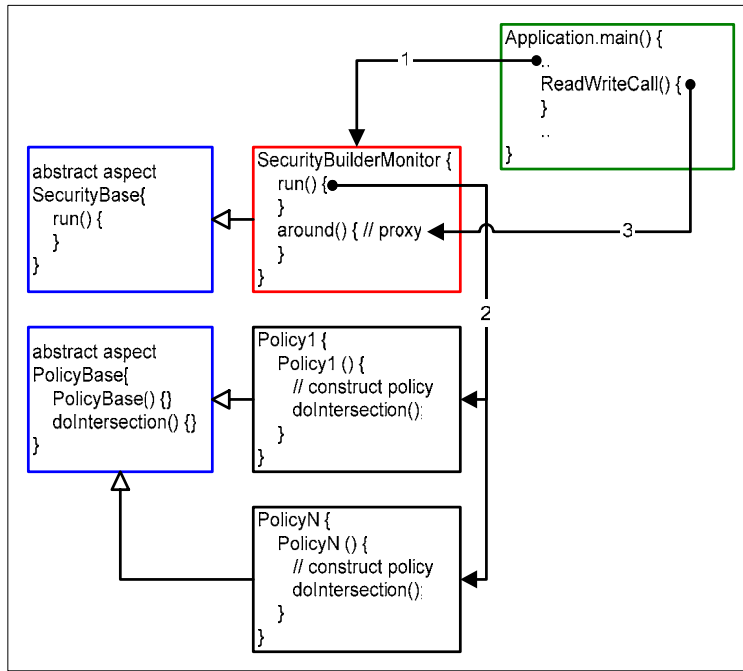 Application.main() {
..
ReadWriteCall() {
}
..
}
1
abstract aspect
SecurityBase{
run() {
}
}
SecurityBuilderMonitor {
run() {
}
around() { // proxy
}
}
3
2
abstract aspect
PolicyBase{
PolicyBase() {}
doIntersection() {}
}
Policy1 {
Policy1 () {
// construct policy
doIntersection();
}
}
PolicyN {
PolicyN () {
// construct policy
doIntersection();
}
}